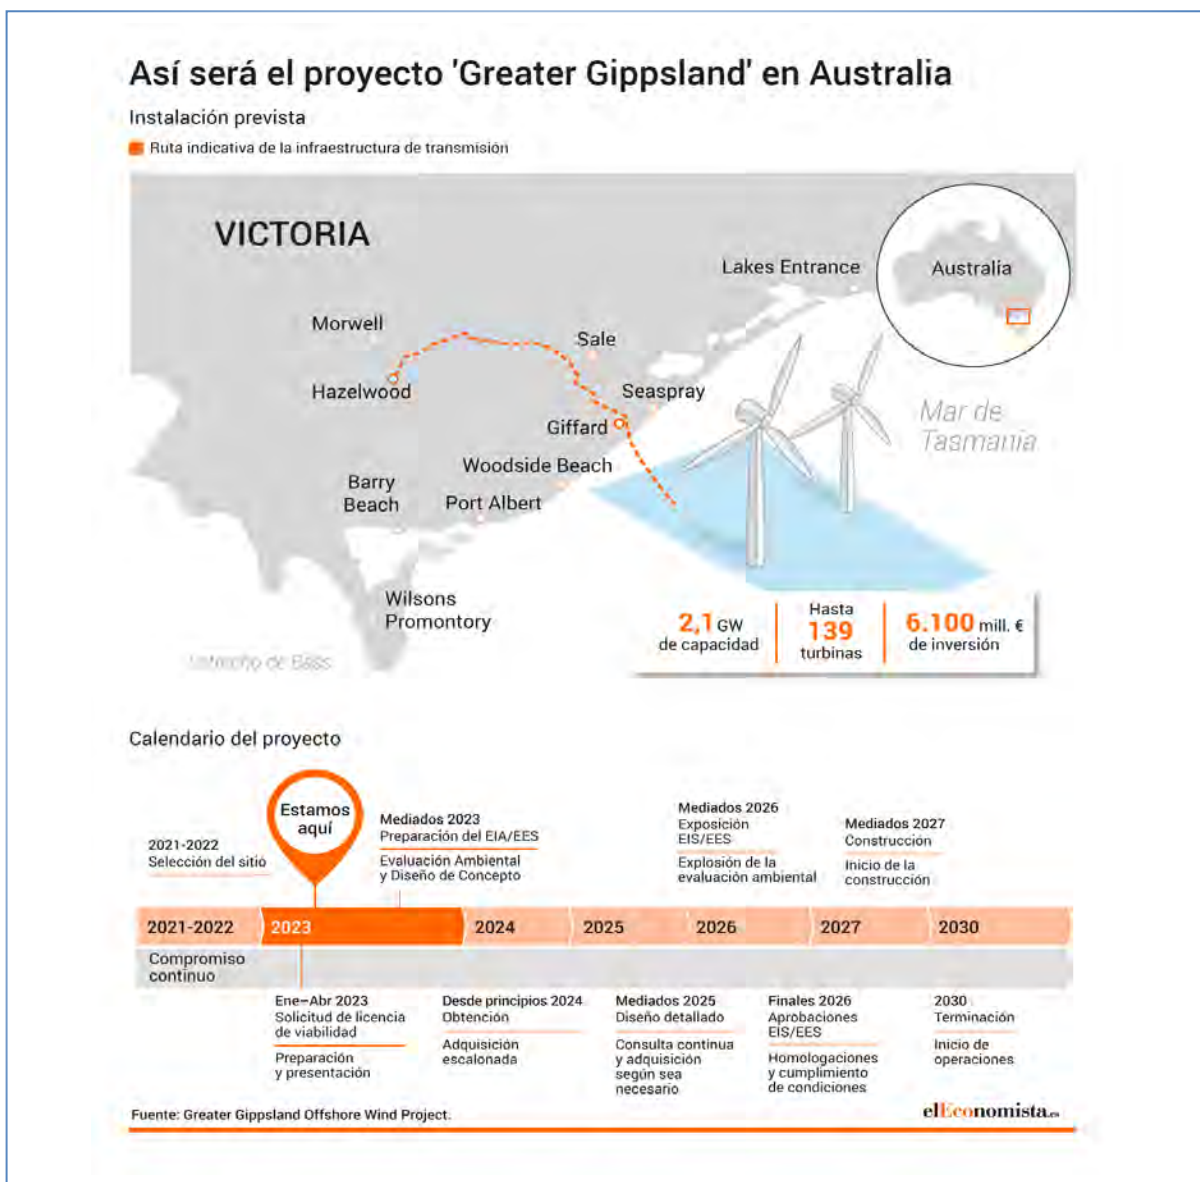 Así será el proyecto 'Greater Gippsland' en Australia
Instalación prevista
Ruta indicativa de la infraestructura de transmisión
VICTORIA
Lakes Entrance
Australia
Morwell
Sale
Hazelwood
Seaspray
Giffard
Mar de
Tasmania
Woodside Beach
Barry
Beach
Port Albert
Wilsons
Promontory
Estrecho de Bass
2,1 GW
de capacidad
Hasta
139
turbinas
6.100 mill. €
de inversión
Calendario del proyecto
2021-2022
Selección del sitio
Estamos
aquí
Mediados 2023
Preparación del EIA/EES
Evaluación Ambiental
y Diseño de Concepto
Mediados 2026
Exposición
EIS/EES
Explosión de la
evaluación ambiental
Mediados 2027
Construcción
Inicio de la
construcción
2021-2022
2023
2024
2025
2026
2027
2030
Compromiso
continuo
Ene–Abr 2023
Solicitud de licencia
de viabilidad
Preparación
y presentación
Desde principios 2024
Obtención
Adquisición
escalonada
Mediados 2025
Diseño detallado
Consulta continua
y adquisición
según sea
necesario
Finales 2026
Aprobaciones
EIS/EES
Homologaciones
y cumplimiento
de condiciones
2030
Terminación
Inicio de
operaciones
Fuente: Greater Gippsland Offshore Wind Project.
elEconomista.es